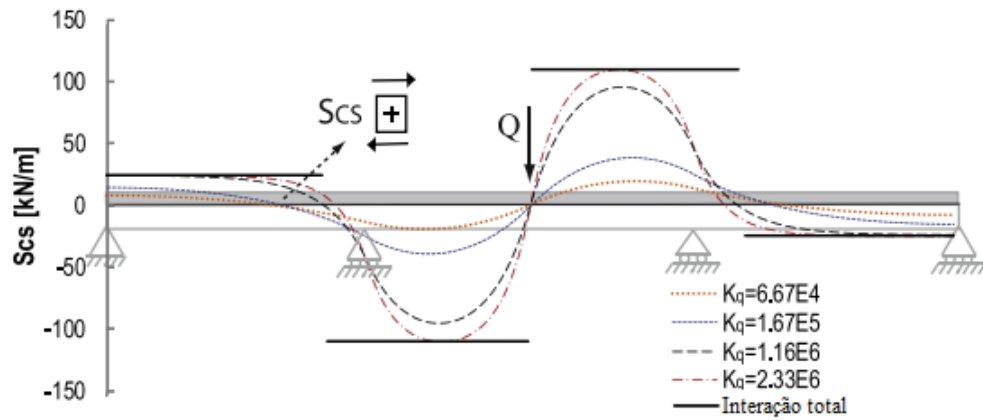 150
100
50
0
-50
-100
-150
Scs [kN/m]
Scs +
Q
Kq=6.67E4
Kq=1.67E5
Kq=1.16E6
Kq=2.33E6
Interação total